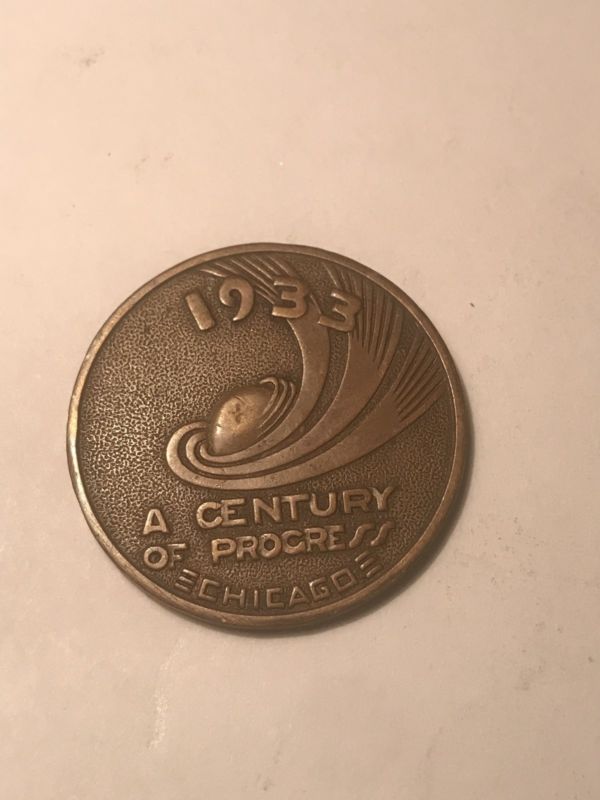 1933
A CENTURY
OF PROGRESS
CHICAGO